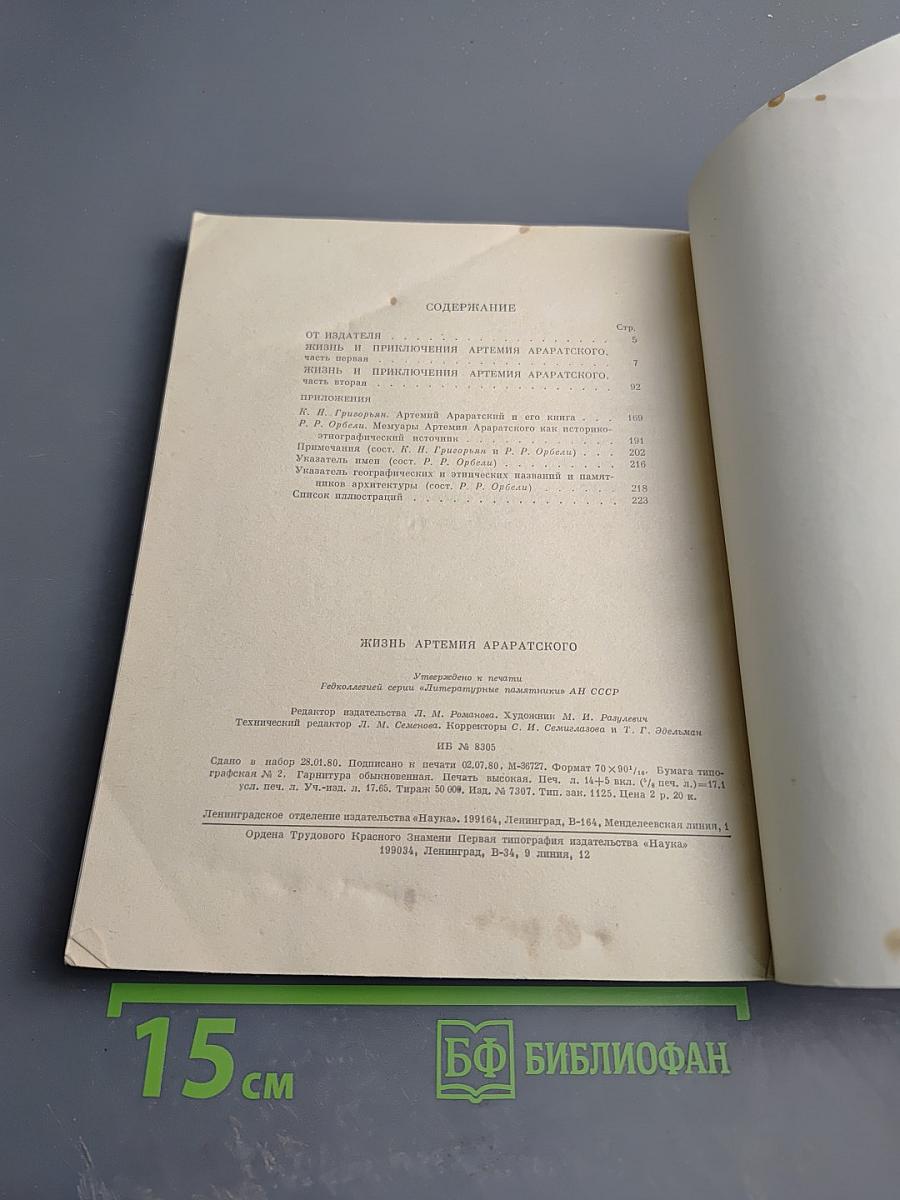 СОДЕРЖАНИЕ
Стр.
ОТ ИЗДАТЕЛЯ . . . . . . . . . . . . . . . . . 5
ЖИЗНЬ И ПРИКЛЮЧЕНИЯ АРТЕМИЯ АРАРАТСКОГО,
часть первая . . . . . . . . . . . . . . . . . 7
ЖИЗНЬ И ПРИКЛЮЧЕНИЯ АРТЕМИЯ АРАРАТСКОГО,
часть вторая . . . . . . . . . . . . . . . . . 92
ПРИЛОЖЕНИЯ
К. Н. Григорьян. Артемий Араратский и его книга . . . 169
Р. Р. Орбели. Мемуары Артемия Араратского как историко-
этнографический источник . . . . . . . . . . . 191
Примечания (сост. К. Н. Григорьян и Р. Р. Орбели) . . . 202
Указатель имен (сост. Р. Р. Орбели) . . . . . . . . . 216
Указатель географических и этнических названий и памят-
ников архитектуры (сост. Р. Р. Орбели) . . . . . . 218
Список иллюстраций . . . . . . . . . . . . . . . 223
ЖИЗНЬ АРТЕМИЯ АРАРАТСКОГО
Утверждено к печати
Редколлегией серии «Литературные памятники» АН СССР
Редактор издательства Л. М. Романова. Художник М. И. Разулевич
Технический редактор Л. М. Семенова. Корректоры С. И. Семиглазова и Т. Г. Эдельман
ИБ № 8305
Сдано в набор 28.01.80. Подписано к печати 02.07.80. М-36727. Формат 70×90¹/₁₆. Бумага типо-
графская № 2. Гарнитура обыкновенная. Печать высокая. Печ. л. 14+5 вкл. (⁵/₈ печ. л.)=17.1
усл. печ. л. Уч.-изд. л. 17.65. Тираж 50 000. Изд. № 7307. Тип. зак. 1125. Цена 2 р. 20 к.
Ленинградское отделение издательства «Наука». 199164, Ленинград, В-164, Менделеевская линия, 1
Ордена Трудового Красного Знамени Первая типография издательства «Наука»
199034, Ленинград, В-34, 9 линия, 12
15 см
БФ БИБЛИОФАН